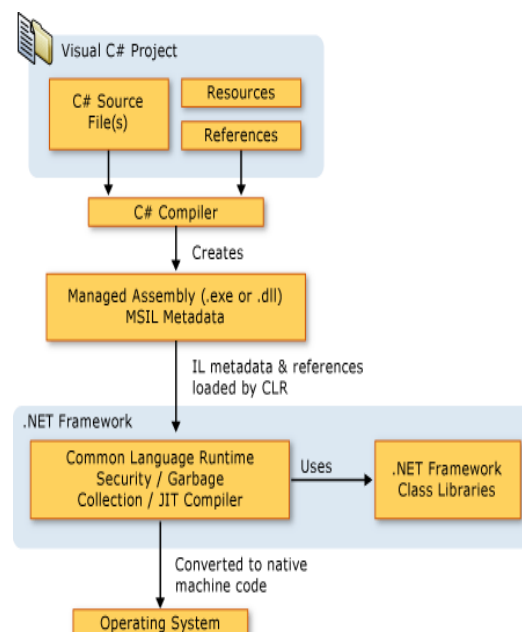 Visual C# Project
C# Source
File(s)
Resources
References
C# Compiler
Creates
Managed Assembly (.exe or .dll)
MSIL Metadata
IL metadata & references
loaded by CLR
.NET Framework
Common Language Runtime
Security / Garbage
Collection / JIT Compiler
Uses
.NET Framework
Class Libraries
Converted to native
machine code
Operating System